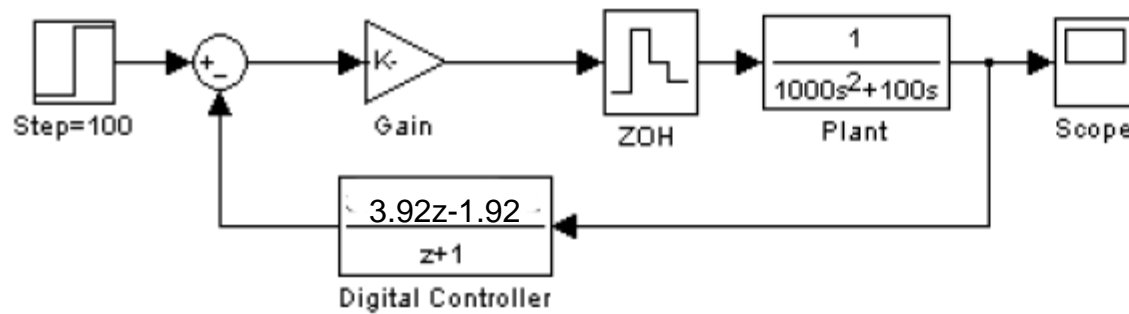 +
-
K-
1
1000s²+100s
Step=100
Gain
ZOH
Plant
Scope
3.92z-1.92
z+1
Digital Controller